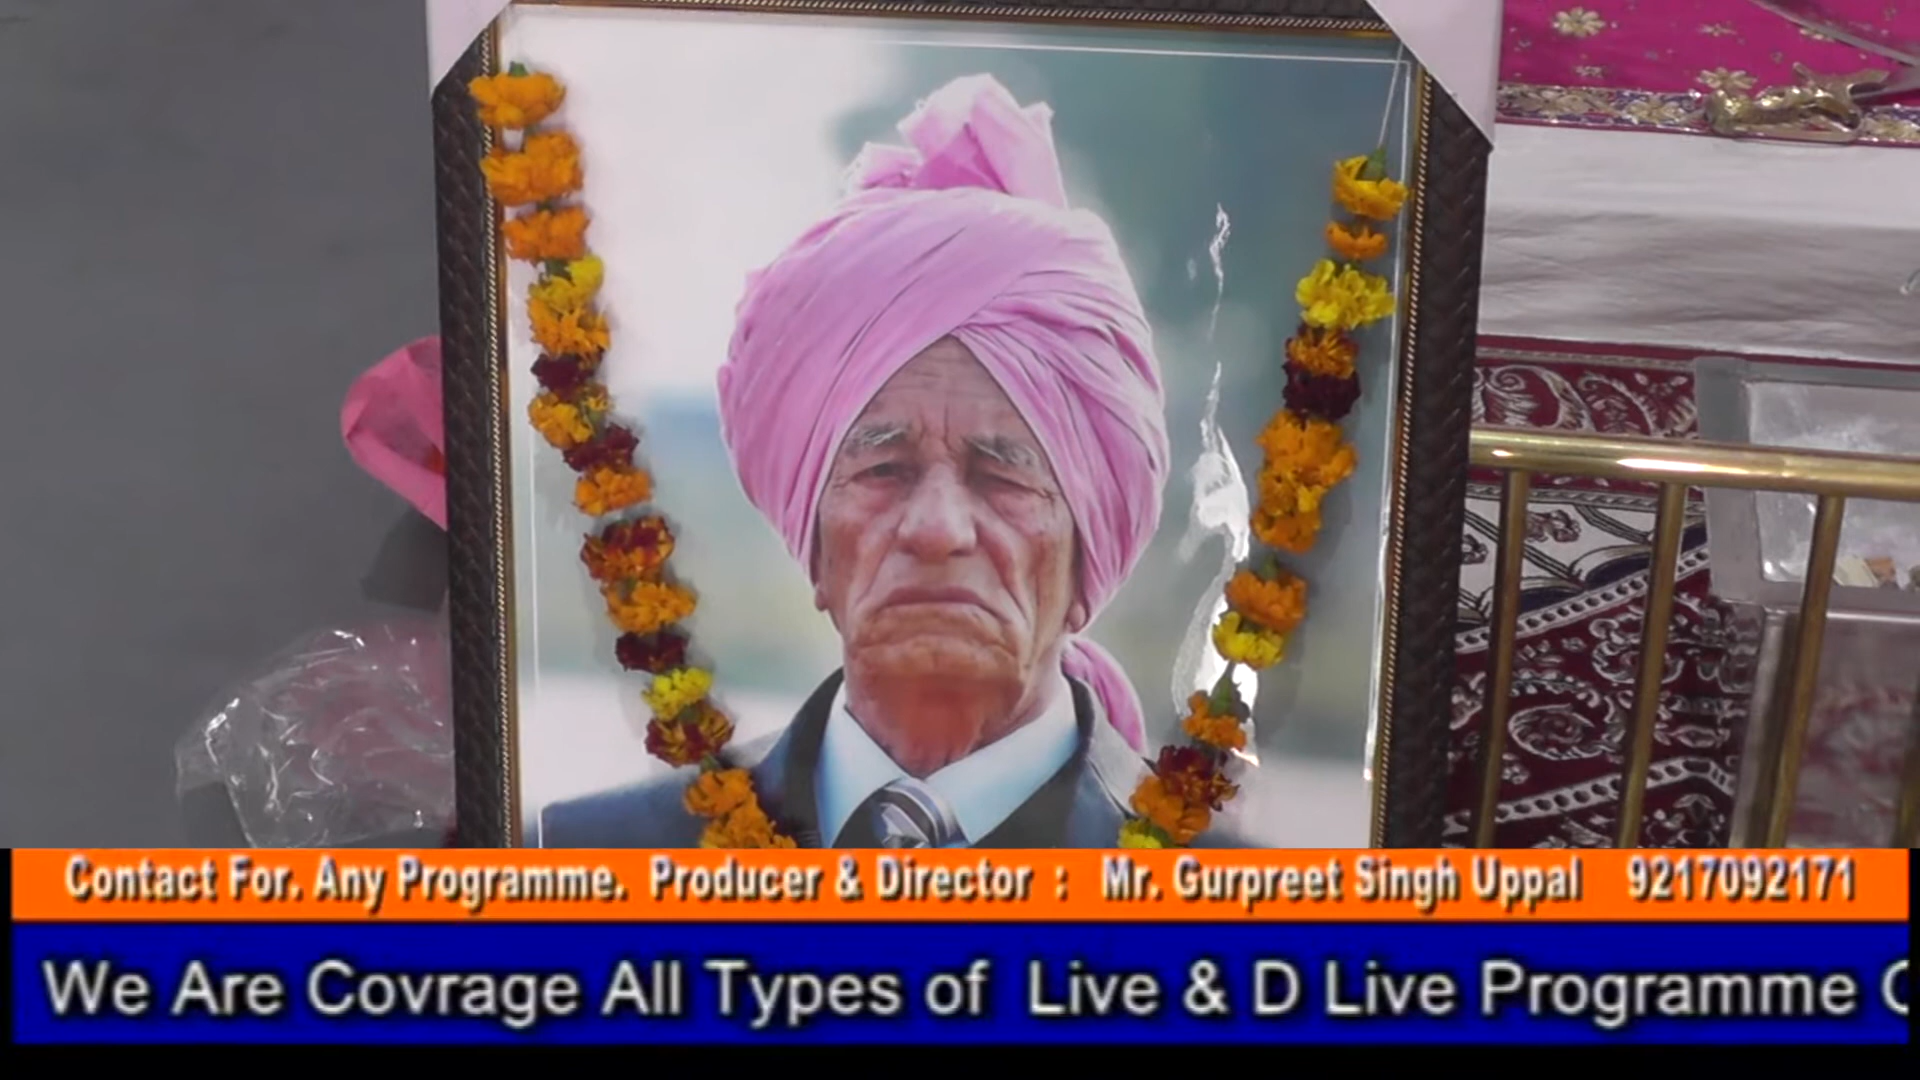 Contact For. Any Programme. Producer & Director : Mr. Gurpreet Singh Uppal 9217092171
We Are Covrage All Types of Live & D Live Programme